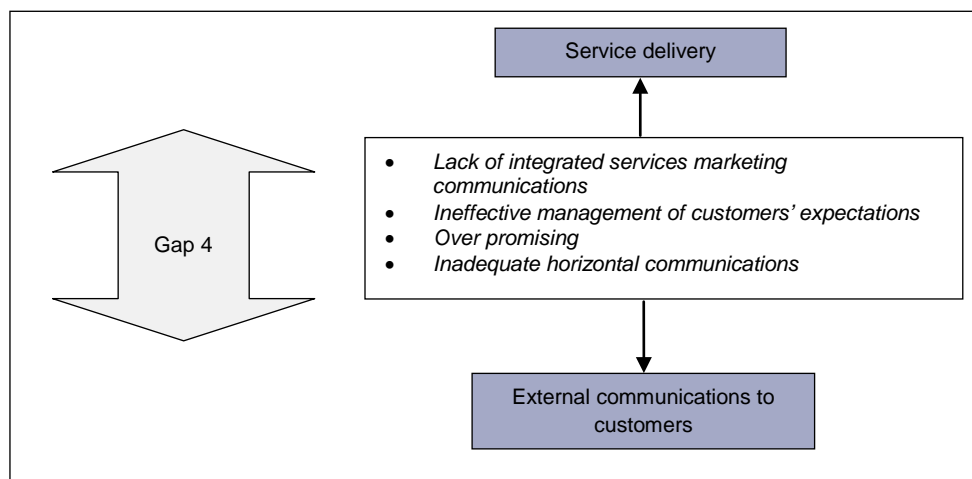 Service delivery
• Lack of integrated services marketing
communications
• Ineffective management of customers’ expectations
• Over promising
• Inadequate horizontal communications
Gap 4
External communications to
customers